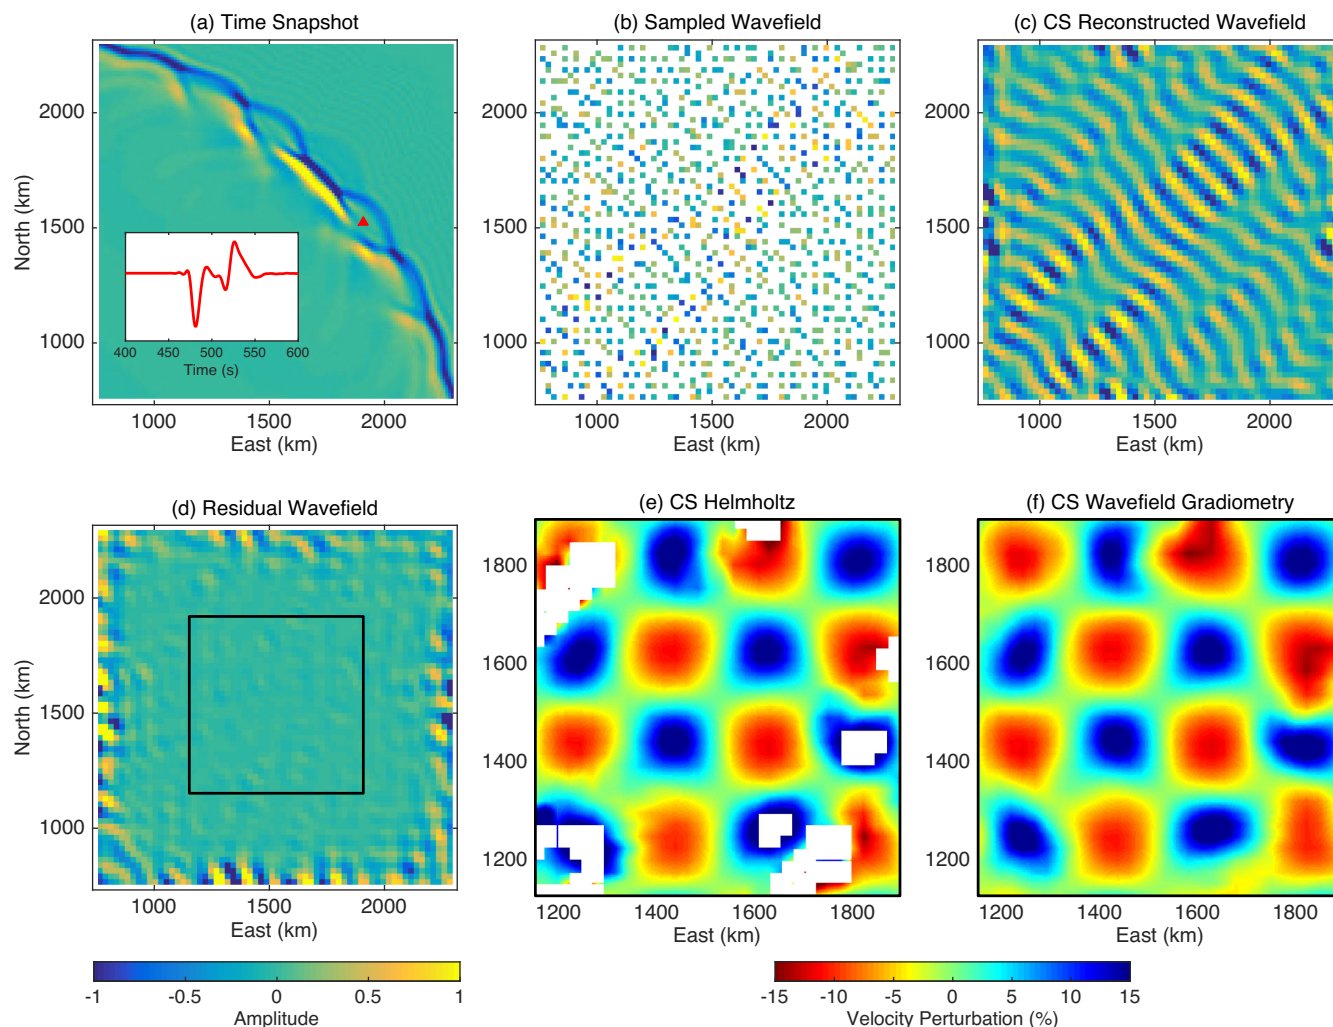 (a) Time Snapshot
(b) Sampled Wavefield
(c) CS Reconstructed Wavefield
2000
1500
1000
North (km)
400 450 500 550 600
Time (s)
1000 1500 2000
East (km)
2000
1500
1000
1000 1500 2000
East (km)
2000
1500
1000
1000 1500 2000
East (km)
(d) Residual Wavefield
(e) CS Helmholtz
(f) CS Wavefield Gradiometry
2000
1500
1000
North (km)
1000 1500 2000
East (km)
1800
1600
1400
1200
1200 1400 1600 1800
East (km)
1800
1600
1400
1200
1200 1400 1600 1800
East (km)
-1 -0.5 0 0.5 1
Amplitude
-15 -10 -5 0 5 10 15
Velocity Perturbation (%)